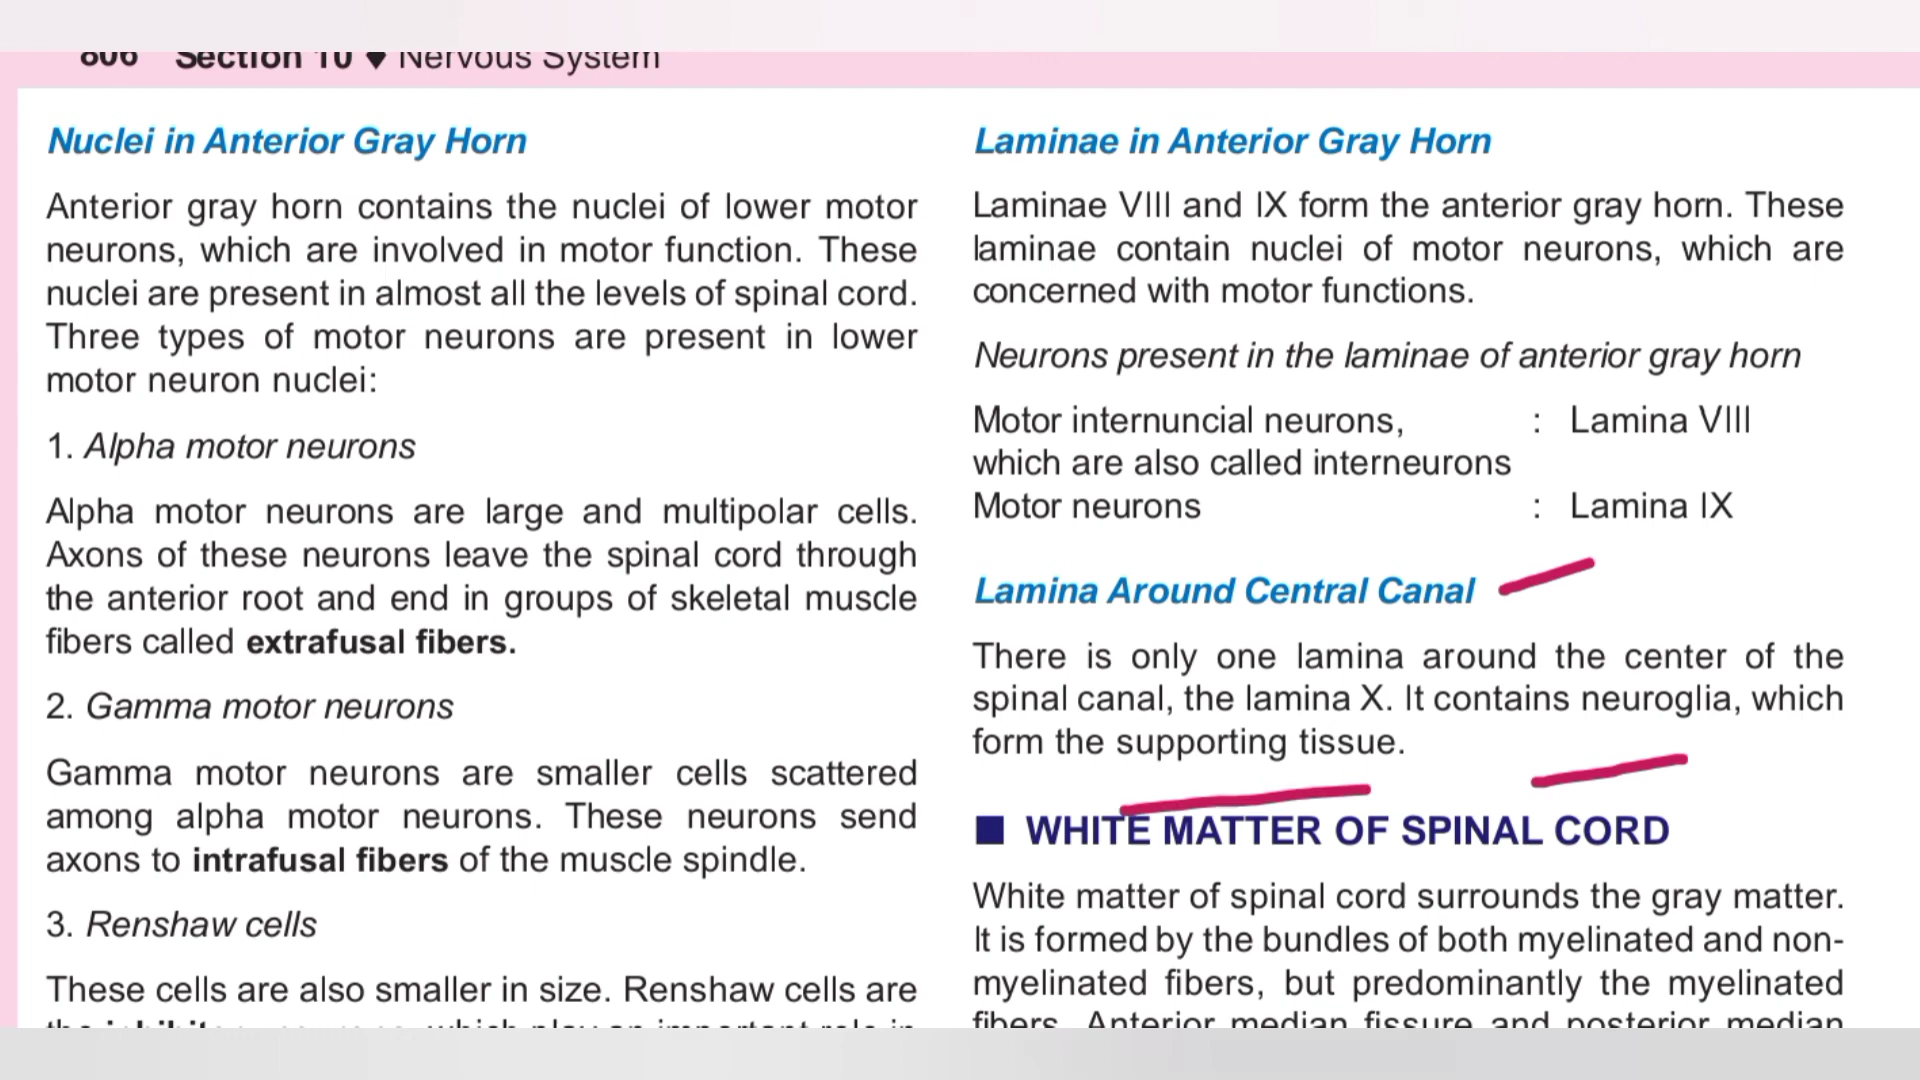 806 Section 10 ♦ Nervous System
Nuclei in Anterior Gray Horn
Anterior gray horn contains the nuclei of lower motor
neurons, which are involved in motor function. These
nuclei are present in almost all the levels of spinal cord.
Three types of motor neurons are present in lower
motor neuron nuclei:
1. Alpha motor neurons
Alpha motor neurons are large and multipolar cells.
Axons of these neurons leave the spinal cord through
the anterior root and end in groups of skeletal muscle
fibers called extrafusal fibers.
2. Gamma motor neurons
Gamma motor neurons are smaller cells scattered
among alpha motor neurons. These neurons send
axons to intrafusal fibers of the muscle spindle.
3. Renshaw cells
These cells are also smaller in size. Renshaw cells are
Laminae in Anterior Gray Horn
Laminae VIII and IX form the anterior gray horn. These
laminae contain nuclei of motor neurons, which are
concerned with motor functions.
Neurons present in the laminae of anterior gray horn
Motor internuncial neurons, : Lamina VIII
which are also called interneurons
Motor neurons : Lamina IX
Lamina Around Central Canal
There is only one lamina around the center of the
spinal canal, the lamina X. It contains neuroglia, which
form the supporting tissue.
■ WHITE MATTER OF SPINAL CORD
White matter of spinal cord surrounds the gray matter.
It is formed by the bundles of both myelinated and non-
myelinated fibers, but predominantly the myelinated
fibers. Anterior median fissure and posterior median